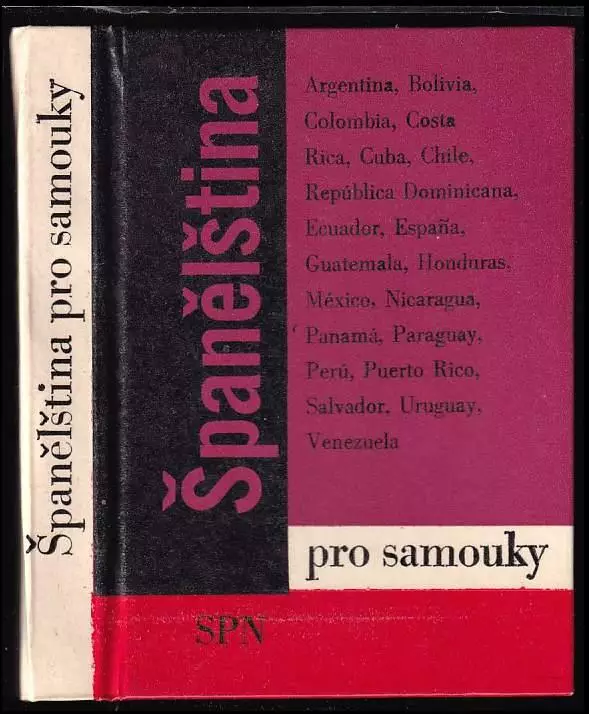 Španělština pro samouky
Španělština
Argentina, Bolivia,
Colombia, Costa
Rica, Cuba, Chile,
República Dominicana,
Ecuador, España,
Guatemala, Honduras,
México, Nicaragua,
Panamá, Paraguay,
Perú, Puerto Rico,
Salvador, Uruguay,
Venezuela
pro samouky
SPN